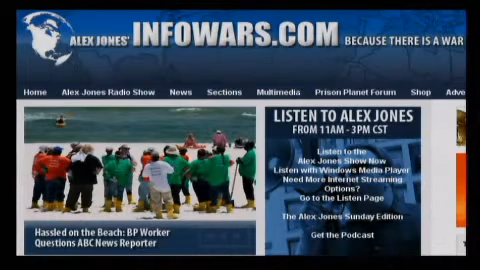 ALEX JONES' INFOWARS.COM BECAUSE THERE IS A WAR
Home Alex Jones Radio Show News Sections Multimedia Prison Planet Forum Shop Adve
LISTEN TO ALEX JONES
FROM 11AM - 3PM CST
Listen to the
Alex Jones Show Now
Listen with Windows Media Player
Need More Internet Streaming
Options?
Go to the Listen Page
The Alex Jones Sunday Edition
Get the Podcast
Hassled on the Beach: BP Worker
Questions ABC News Reporter